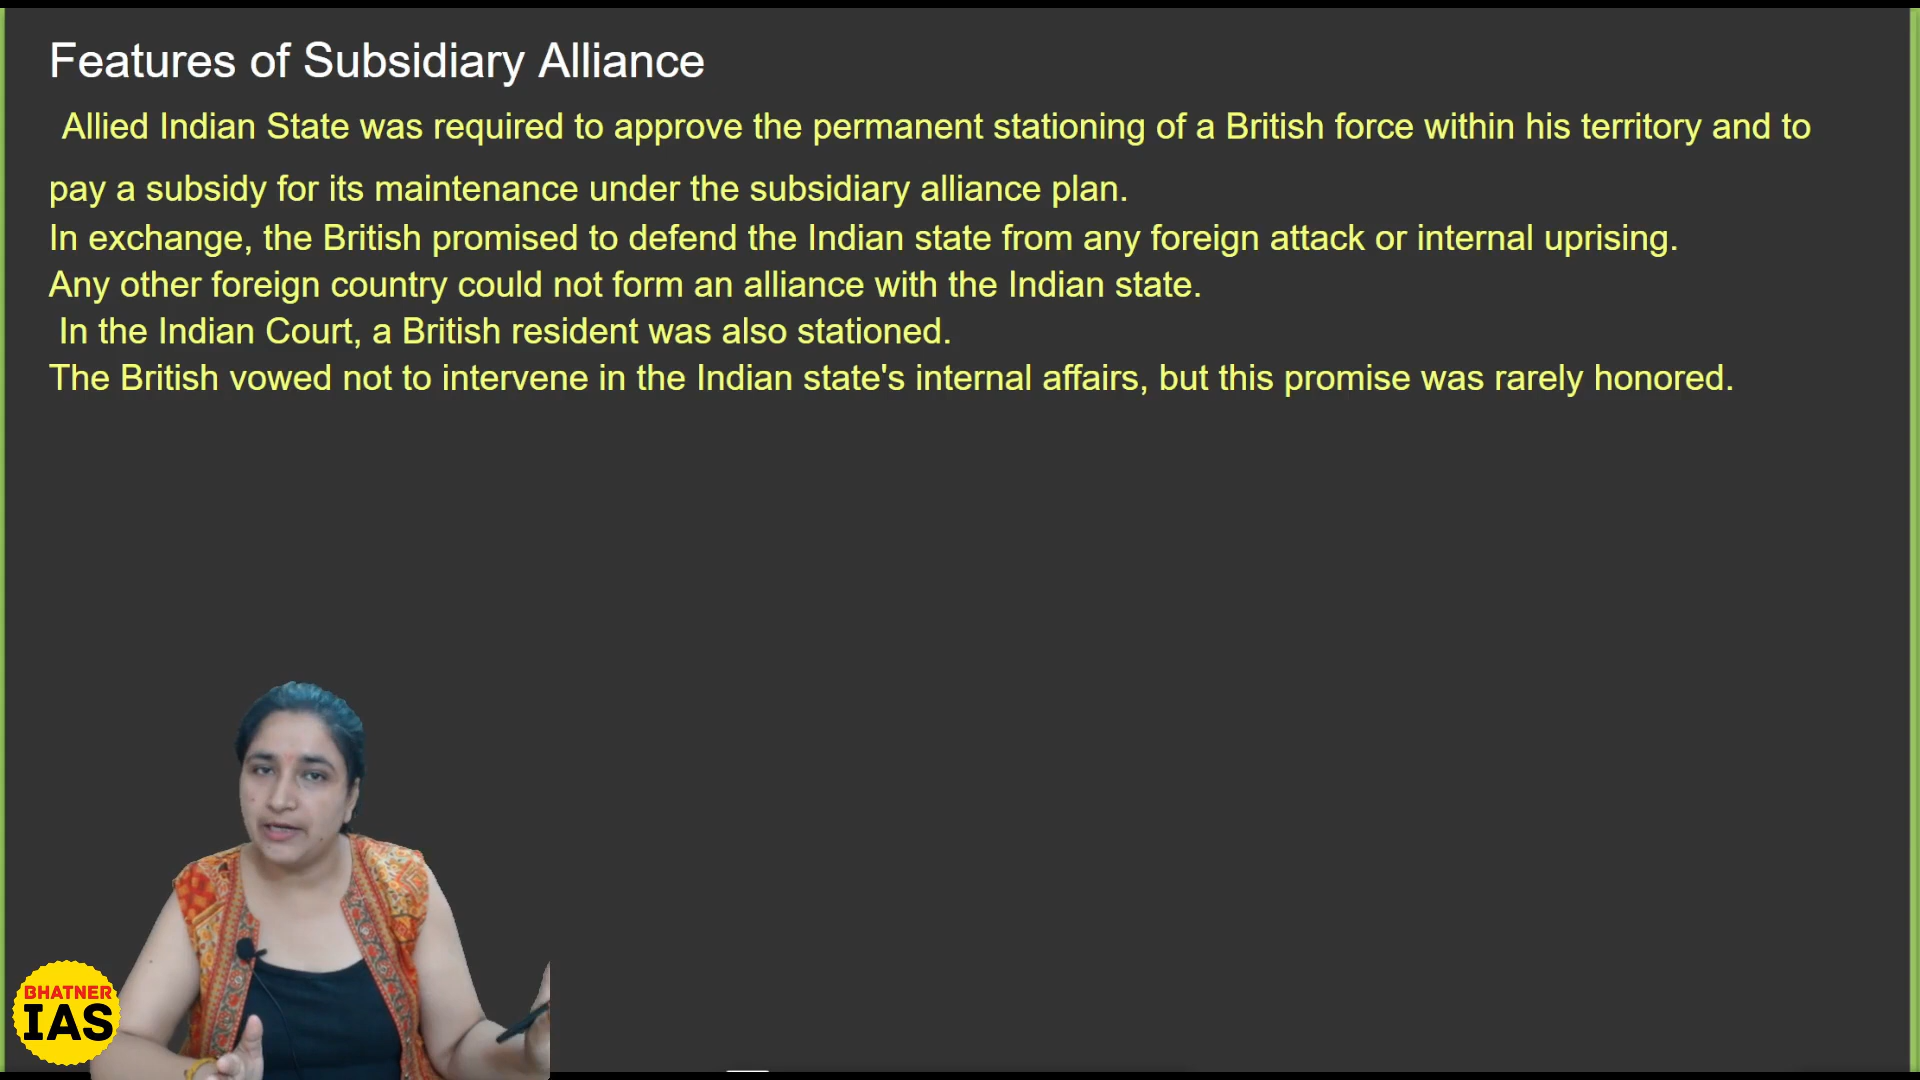 Features of Subsidiary Alliance
Allied Indian State was required to approve the permanent stationing of a British force within his territory and to
pay a subsidy for its maintenance under the subsidiary alliance plan.
In exchange, the British promised to defend the Indian state from any foreign attack or internal uprising.
Any other foreign country could not form an alliance with the Indian state.
In the Indian Court, a British resident was also stationed.
The British vowed not to intervene in the Indian state's internal affairs, but this promise was rarely honored.
BHATNER
IAS